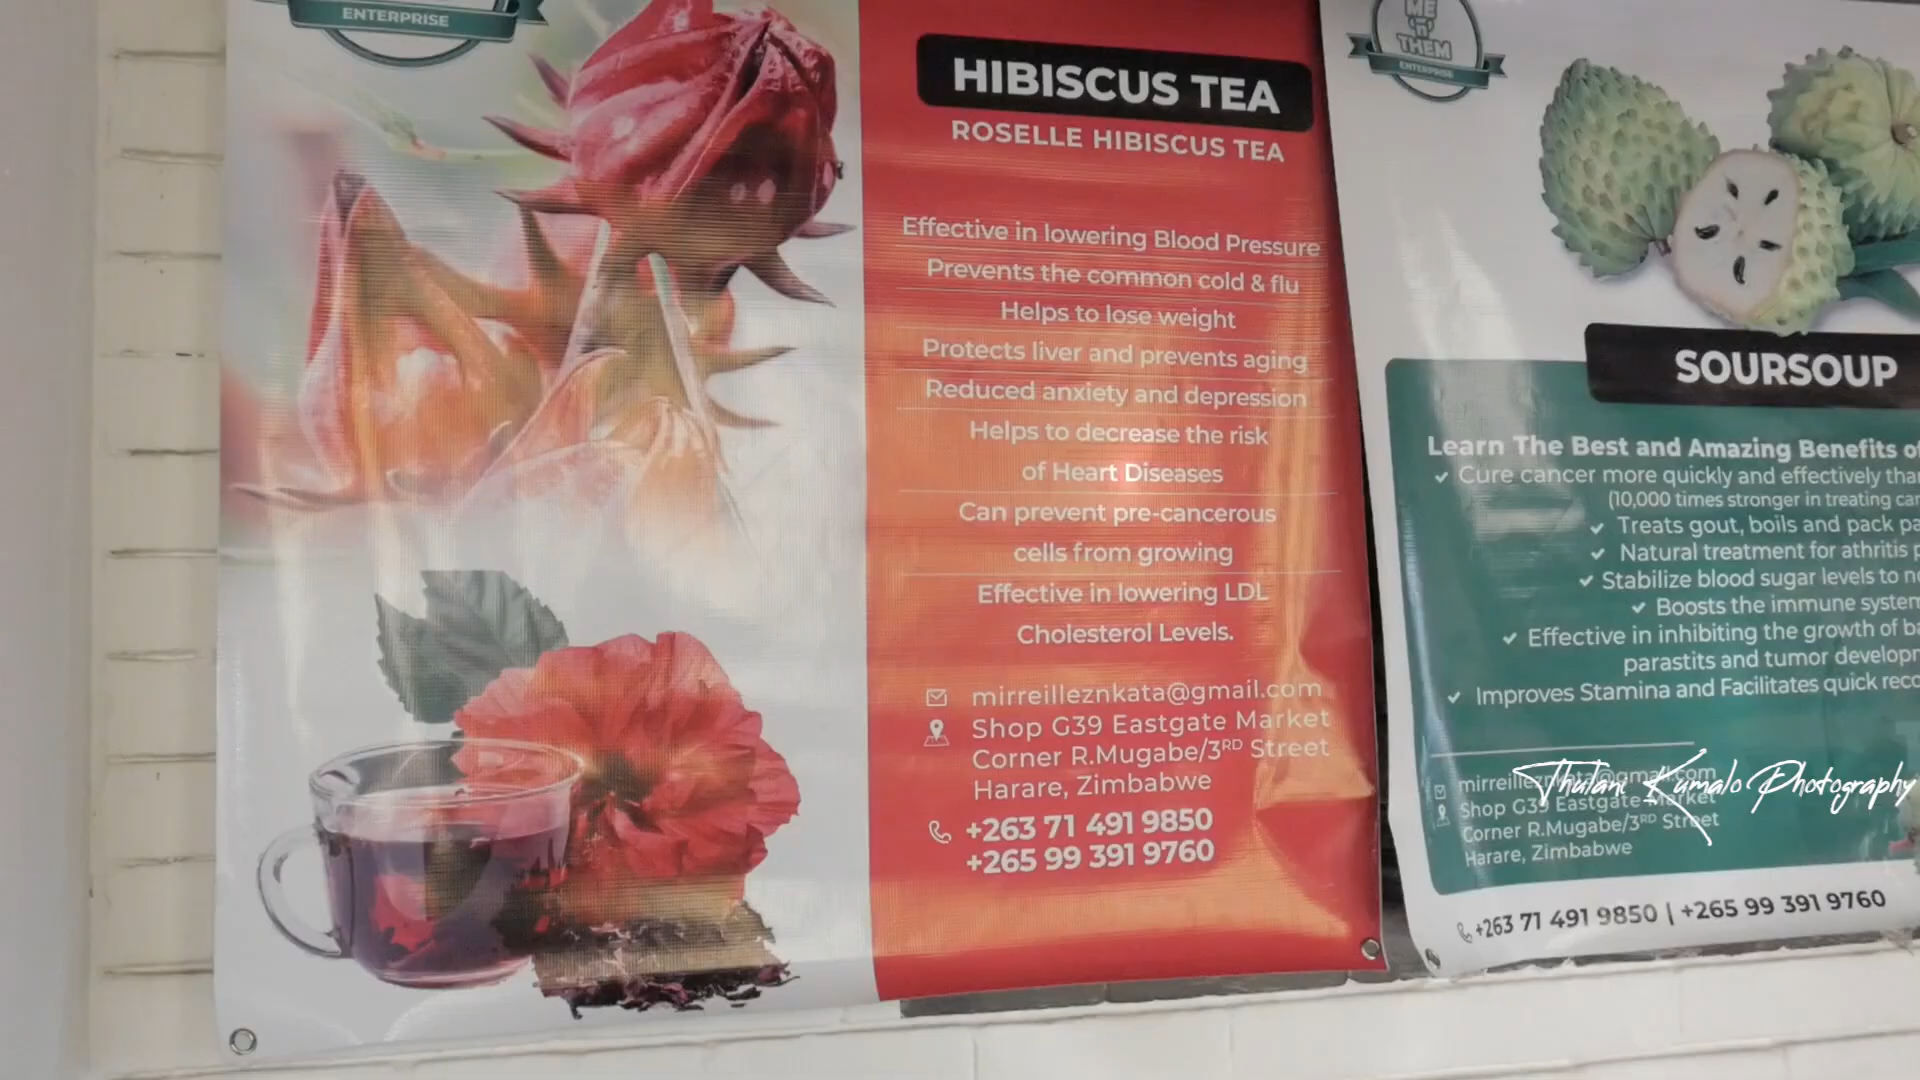 ENTERPRISE
HIBISCUS TEA
ROSELLE HIBISCUS TEA
Effective in lowering Blood Pressure
Prevents the common cold & flu
Helps to lose weight
Protects liver and prevents aging
Reduced anxiety and depression
Helps to decrease the risk
of Heart Diseases
Can prevent pre-cancerous
cells from growing
Effective in lowering LDL
Cholesterol Levels.
mirreilleznkata@gmail.com
Shop G39 Eastgate Market
Corner R.Mugabe/3RD Street
Harare, Zimbabwe
+263 71 491 9850
+265 99 391 9760
ME
'n'
THEM
ENTERPRISE
SOURSOUP
Learn The Best and Amazing Benefits of
Cure cancer more quickly and effectively than
(10,000 times stronger in treating
Treats gout, boils and pack
Natural treatment for athritis
Stabilize blood sugar levels to
Boosts the immune system
Effective in inhibiting the growth of
parastits and tumor
Improves Stamina and Facilitates quick
mirreilleznkata@gmail.com
Shop G39 Eastgate Market
Corner R.Mugabe/3RD Street
Harare, Zimbabwe
+263 71 491 9850 | +265 99 391 9760
Thulani Kumalo Photography